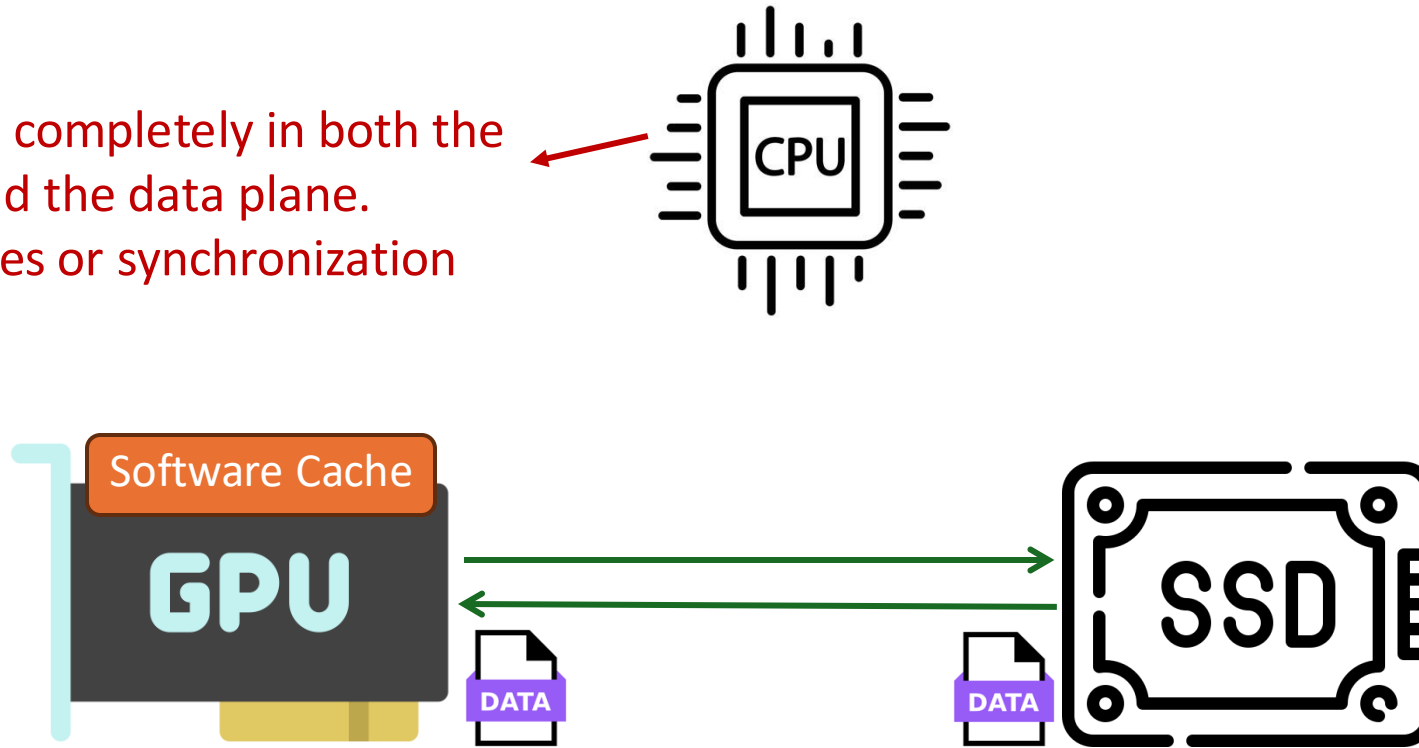 completely in both the
d the data plane.
es or synchronization
CPU
Software Cache
GPU
SSD
DATA
DATA